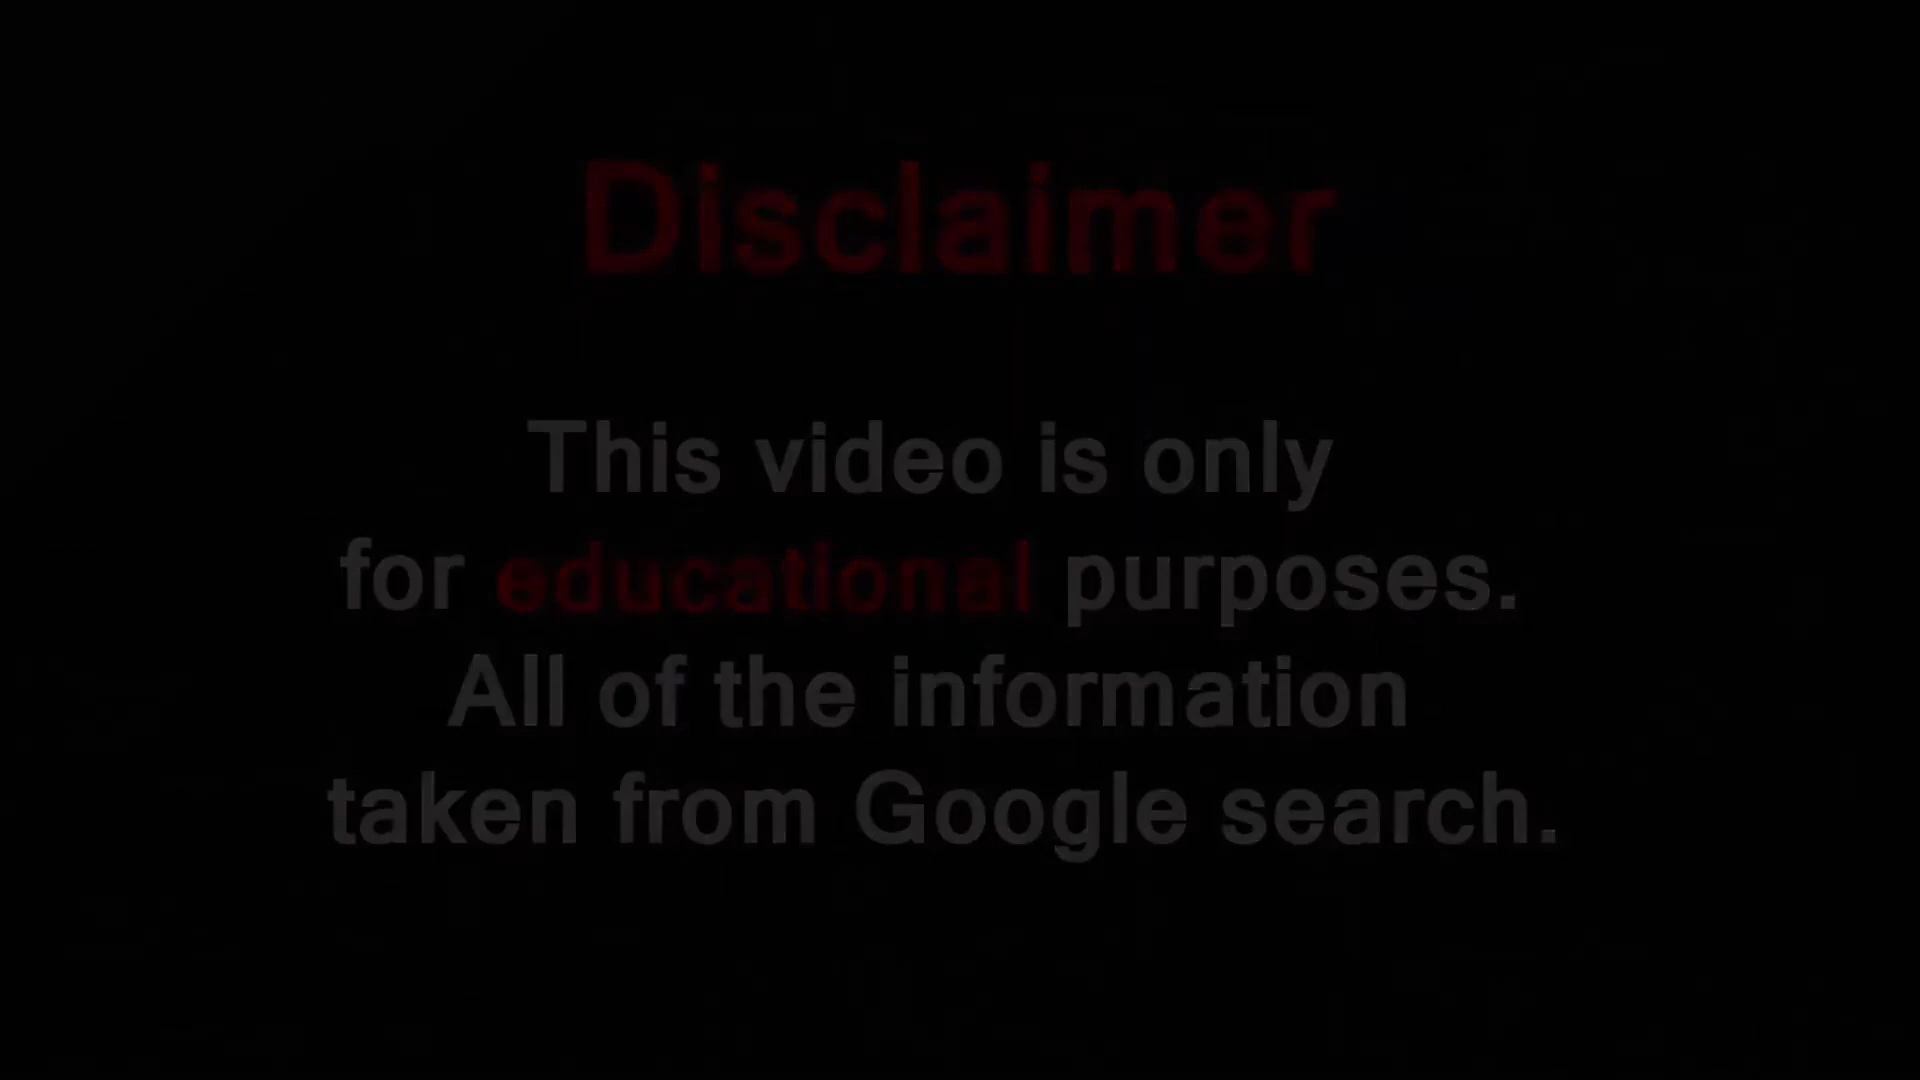 Disclaimer
This video is only
for educational purposes.
All of the information
taken from Google search.